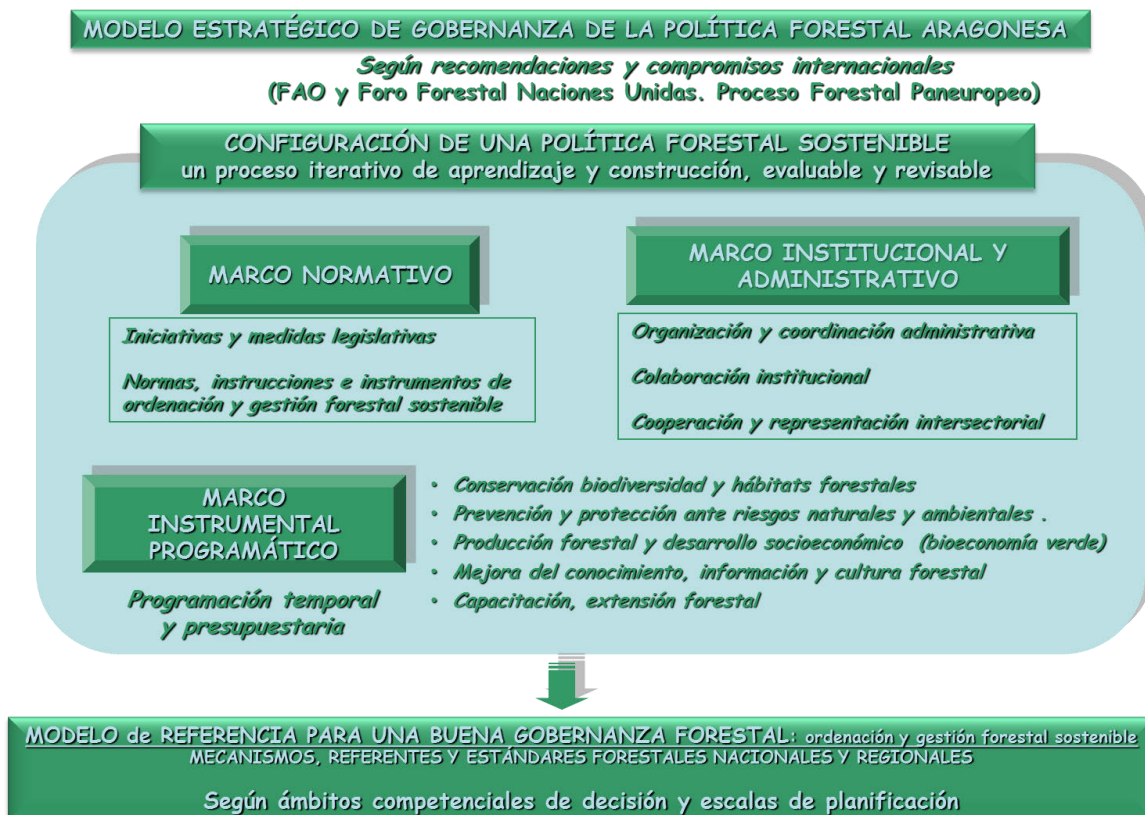 MODELO ESTRATÉGICO DE GOBERNANZA DE LA POLÍTICA FORESTAL ARAGONESA
Según recomendaciones y compromisos internacionales
(FAO y Foro Forestal Naciones Unidas. Proceso Forestal Paneuropeo)
CONFIGURACIÓN DE UNA POLÍTICA FORESTAL SOSTENIBLE
un proceso iterativo de aprendizaje y construcción, evaluable y revisable
MARCO NORMATIVO
Iniciativas y medidas legislativas
Normas, instrucciones e instrumentos de
ordenación y gestión forestal sostenible
MARCO INSTITUCIONAL Y
ADMINISTRATIVO
Organización y coordinación administrativa
Colaboración institucional
Cooperación y representación intersectorial
MARCO
INSTRUMENTAL
PROGRAMÁTICO
Programación temporal
y presupuestaria
• Conservación biodiversidad y hábitats forestales
• Prevención y protección ante riesgos naturales y ambientales .
• Producción forestal y desarrollo socioeconómico (bioeconomía verde)
• Mejora del conocimiento, información y cultura forestal
• Capacitación, extensión forestal
MODELO de REFERENCIA PARA UNA BUENA GOBERNANZA FORESTAL: ordenación y gestión forestal sostenible
MECANISMOS, REFERENTES Y ESTÁNDARES FORESTALES NACIONALES Y REGIONALES
Según ámbitos competenciales de decisión y escalas de planificación